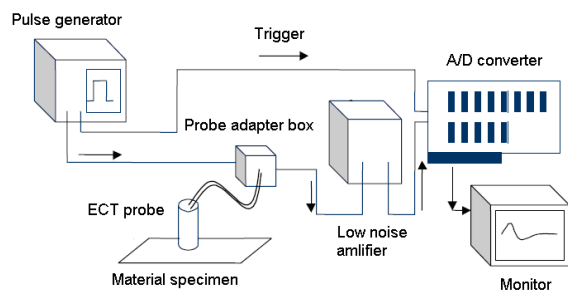 Pulse generator
Trigger
A/D converter
Probe adapter box
ECT probe
Low noise
amlifier
Material specimen
Monitor